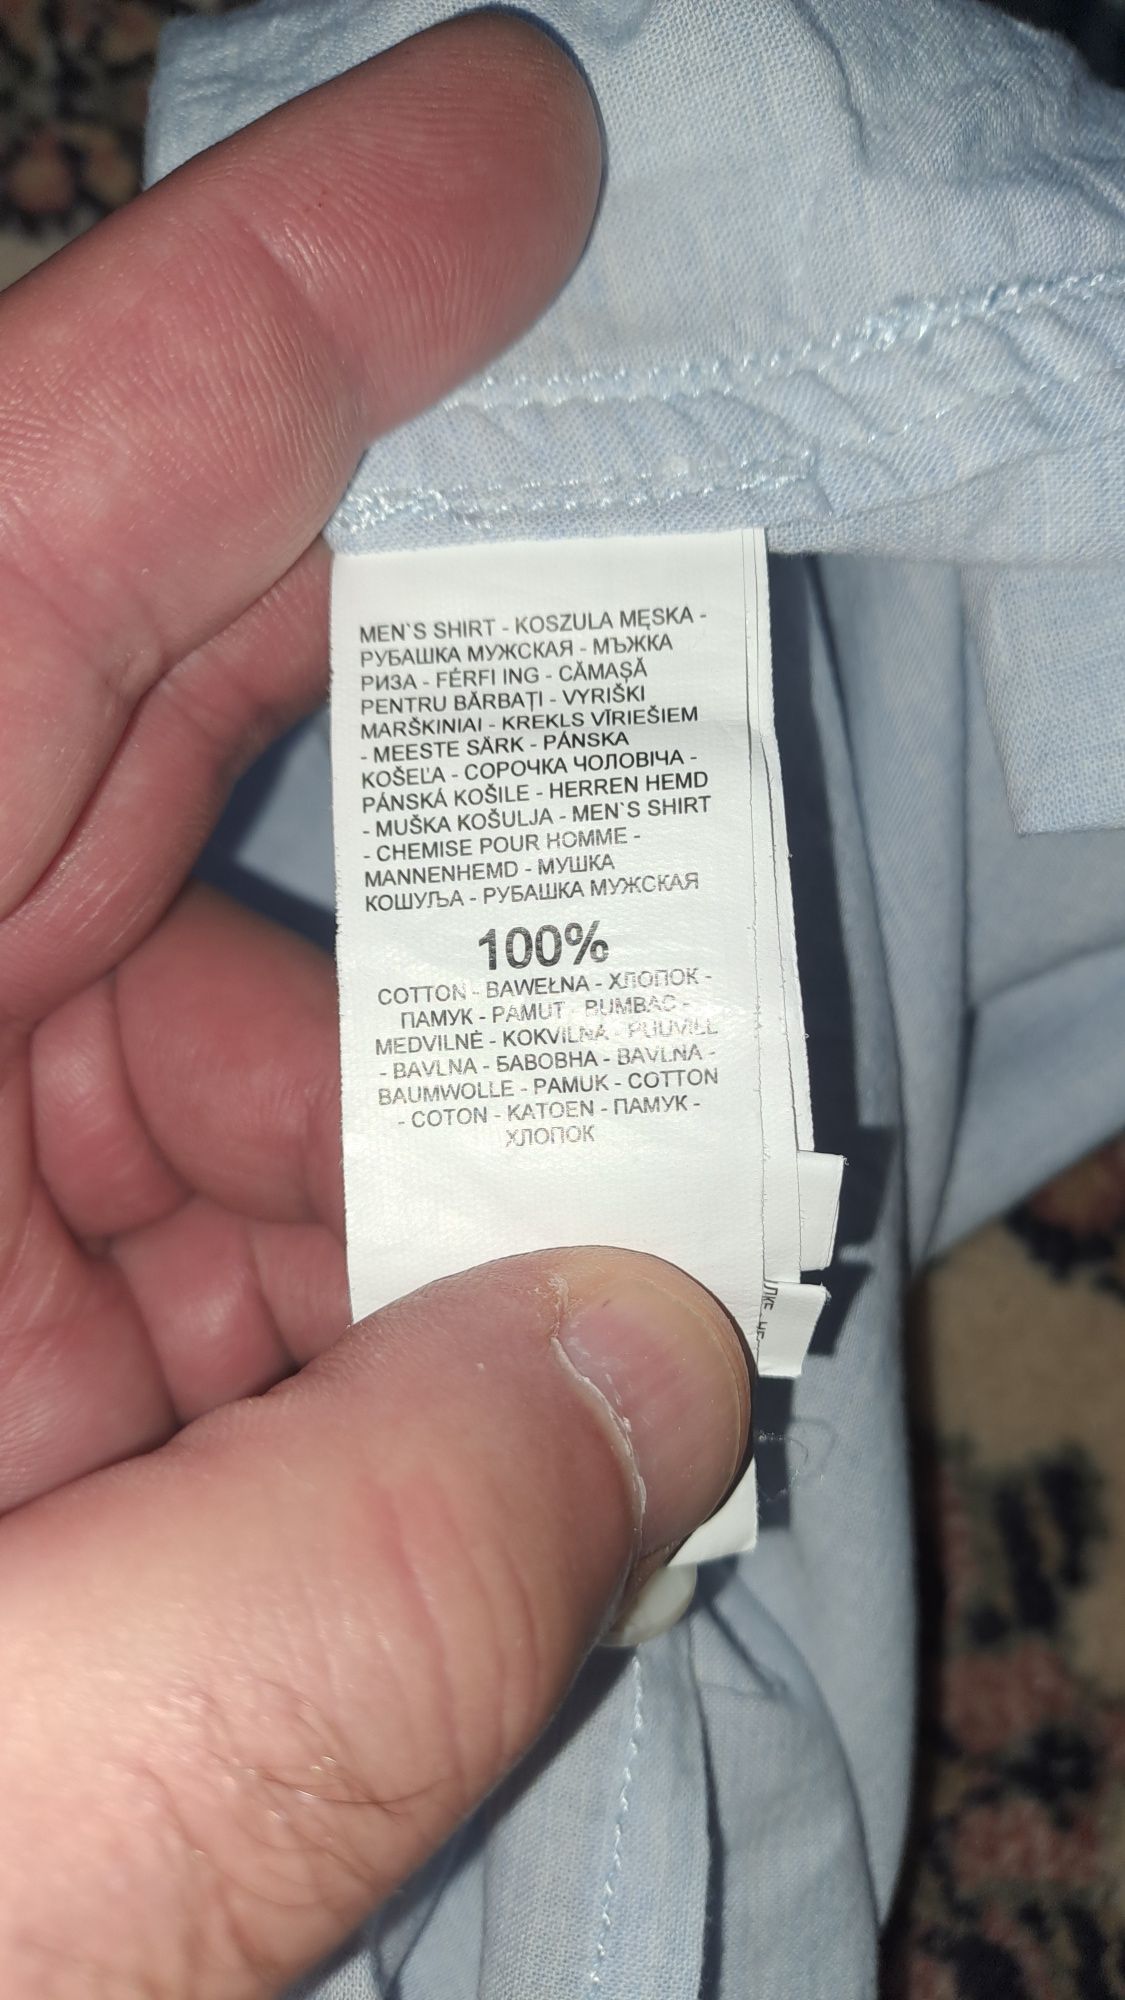 MEN`S SHIRT - KOSZULA MĘSKA -
РУБАШКА МУЖСКАЯ - МЪЖКА
РИЗА - FÉRFI ING - CĂMAŞĂ
PENTRU BĂRBAŢI - VYRIŠKI
MARŠKINIAI - KREKLS VĪRIEŠIEM
- MEESTE SÄRK - PÁNSKA
KOŠEĽA - СОРОЧКА ЧОЛОВІЧА -
PÁNSKÁ KOŠILE - HERREN HEMD
- MUŠKA KOŠULJA - MEN`S SHIRT
- CHEMISE POUR HOMME -
MANNENHEMD - МУШКА
КОШУЉА - РУБАШКА МУЖСКАЯ
100%
COTTON - BAWEŁNA - ХЛОПОК -
ПАМУК - PAMUT - BUMBAC -
MEDVILNĖ - KOKVILNA - PUUVILL
- BAVLNA - БАВОВНА - BAVLNA -
BAUMWOLLE - PAMUK - COTTON
- COTON - KATOEN - ПАМУК -
ХЛОПОК